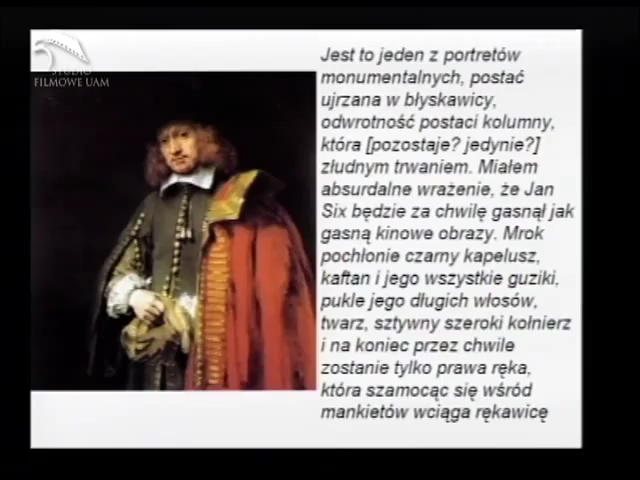 STUDIO
FILMOWE UAM
Jest to jeden z portretów
monumentalnych, postać
ujrzana w błyskawicy,
odwrotność postaci kolumny,
która [pozostaje? jedynie?]
złudnym trwaniem. Miałem
absurdalne wrażenie, że Jan
Six będzie za chwilę gasnął jak
gasną kinowe obrazy. Mrok
pochłonie czarny kapelusz,
kaftan i jego wszystkie guziki,
pukle jego długich włosów,
twarz, sztywny szeroki kołnierz
i na koniec przez chwile
zostanie tylko prawa ręka,
która szamocąc się wśród
mankietów wciąga rękawicę